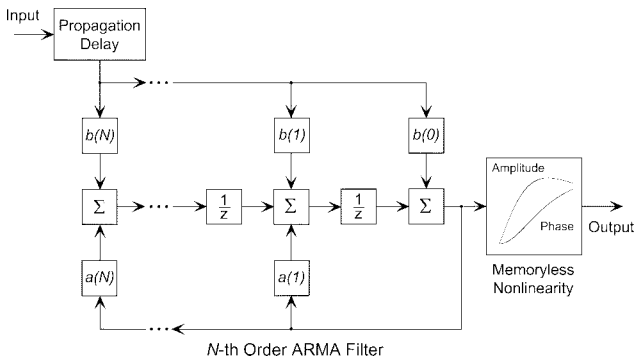 Input
Propagation
Delay
b(N)
b(1)
b(0)
Σ
1
z
Σ
1
z
Σ
Amplitude
Phase
Output
a(N)
a(1)
Memoryless
Nonlinearity
N-th Order ARMA Filter